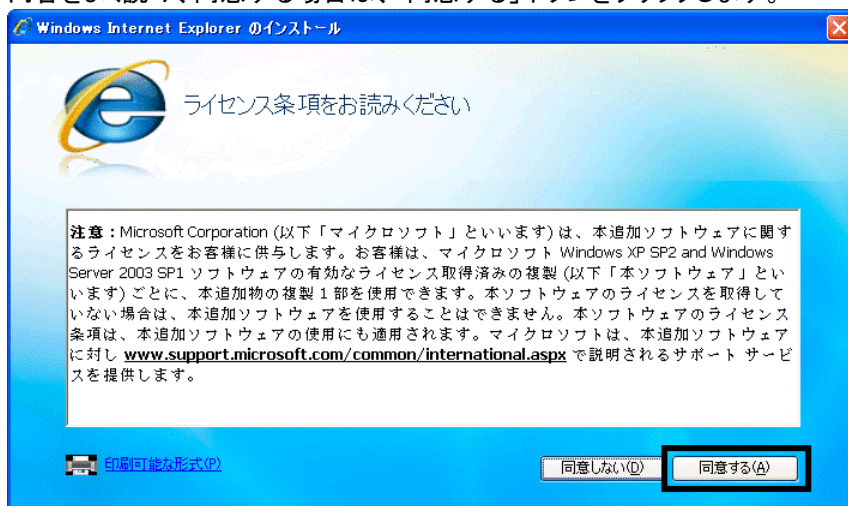 Windows Internet Explorer のインストール
ライセンス条項をお読みください
注意：Microsoft Corporation (以下「マイクロソフト」といいます) は、本追加ソフトウェアに関す
るライセンスをお客様に供与します。お客様は、マイクロソフト Windows XP SP2 and Windows
Server 2003 SP1 ソフトウェアの有効なライセンス取得済みの複製 (以下「本ソフトウェア」とい
います) ごとに、本追加物の複製 1 部を使用できます。本ソフトウェアのライセンスを取得して
いない場合は、本追加ソフトウェアを使用することはできません。本ソフトウェアのライセンス
条項は、本追加ソフトウェアの使用にも適用されます。マイクロソフトは、本追加ソフトウェア
に対し www.support.microsoft.com/common/international.aspx で説明されるサポート サービ
スを提供します。
印刷可能な形式(P)
同意しない(D)
同意する(A)